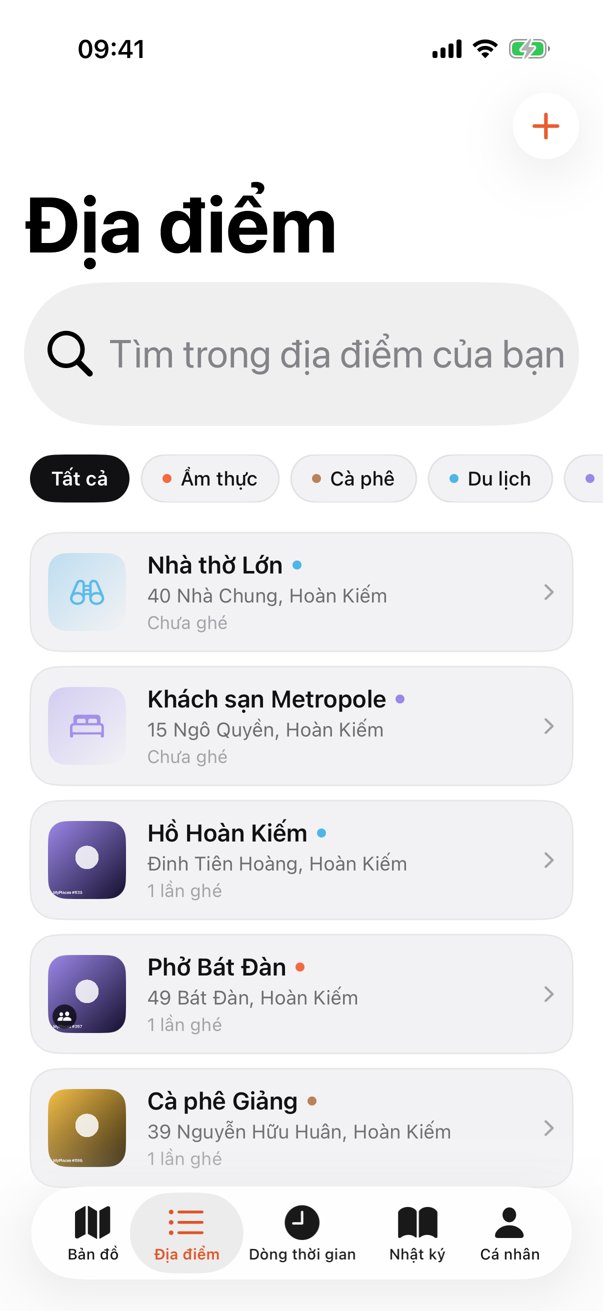 09:41
Địa điểm
Tìm trong địa điểm của bạn
Tất cả
Ẩm thực
Cà phê
Du lịch
Nhà thờ Lớn
40 Nhà Chung, Hoàn Kiếm
Chưa ghé
Khách sạn Metropole
15 Ngô Quyền, Hoàn Kiếm
Chưa ghé
Hồ Hoàn Kiếm
Đinh Tiên Hoàng, Hoàn Kiếm
1 lần ghé
Phở Bát Đàn
49 Bát Đàn, Hoàn Kiếm
1 lần ghé
Cà phê Giảng
39 Nguyễn Hữu Huân, Hoàn Kiếm
1 lần ghé
Bản đồ
Địa điểm
Dòng thời gian
Nhật ký
Cá nhân